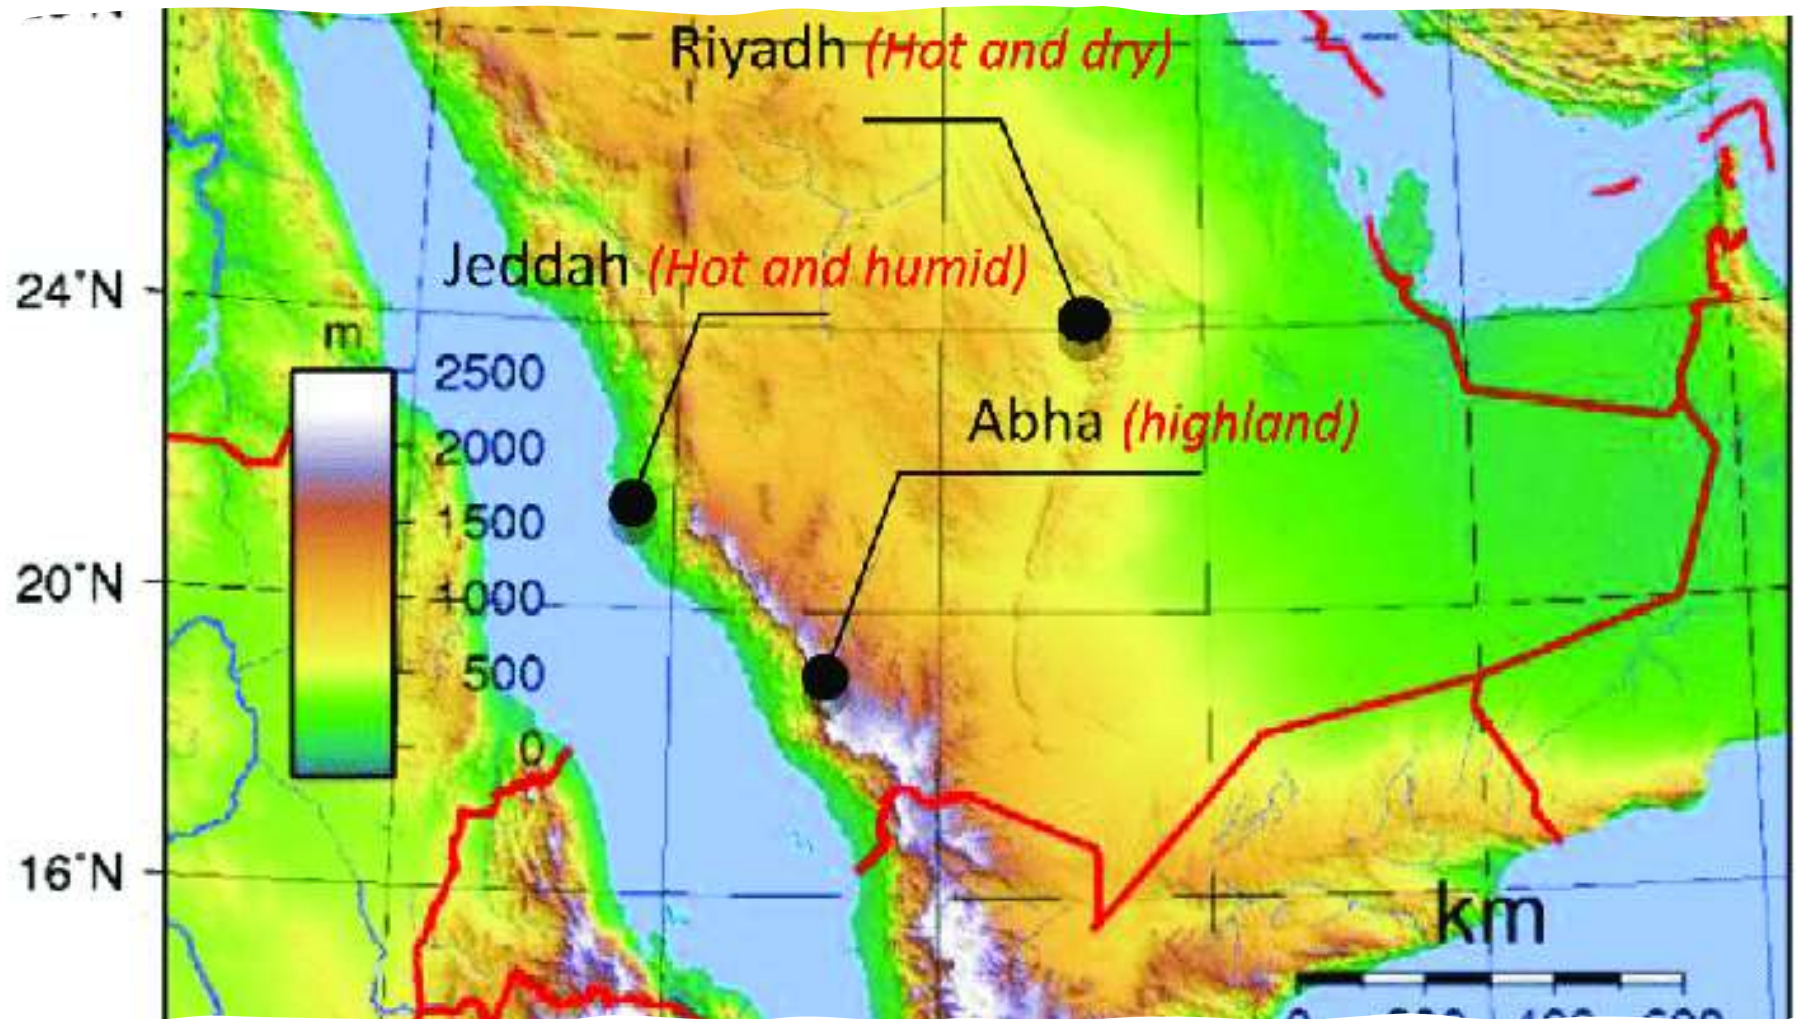 Riyadh (Hot and dry)
Jeddah (Hot and humid)
24°N
m
2500
Abha (highland)
2000
1500
20°N
1000
500
0
16°N
km